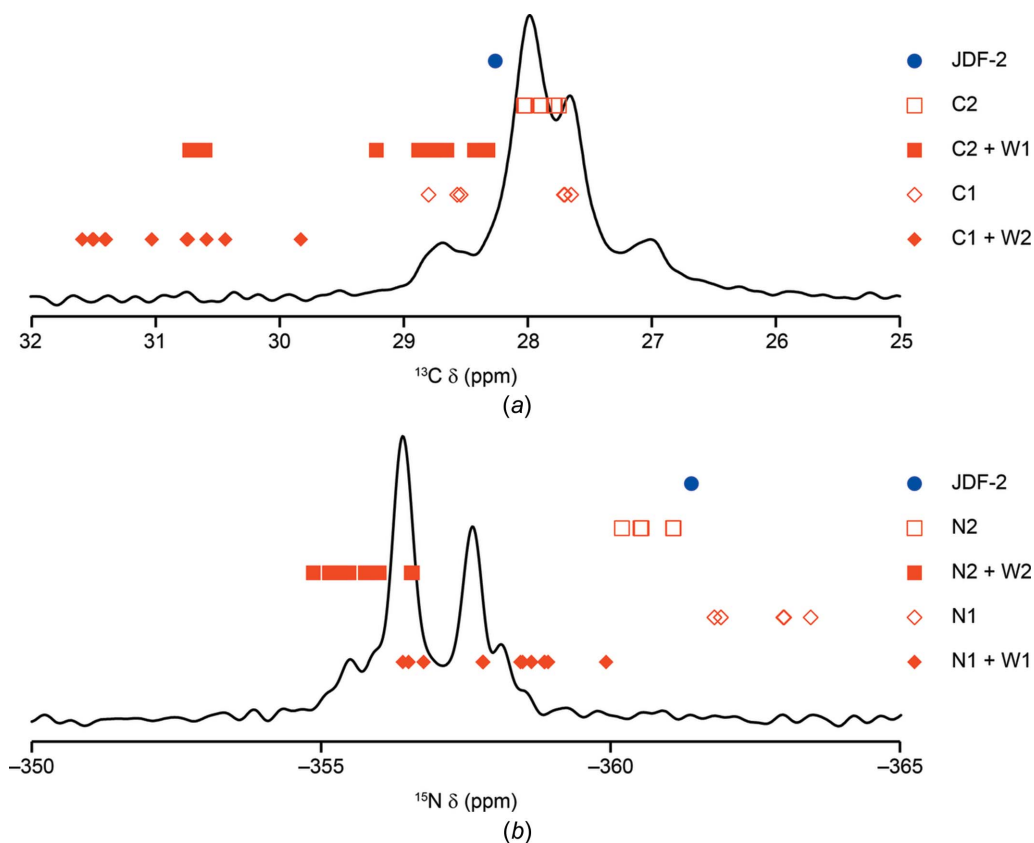 JDF-2
C2
C2 + W1
C1
C1 + W2
32 31 30 29 28 27 26 25
¹³C δ (ppm)
(a)
JDF-2
N2
N2 + W2
N1
N1 + W1
–350 –355 –360 –365
¹⁵N δ (ppm)
(b)